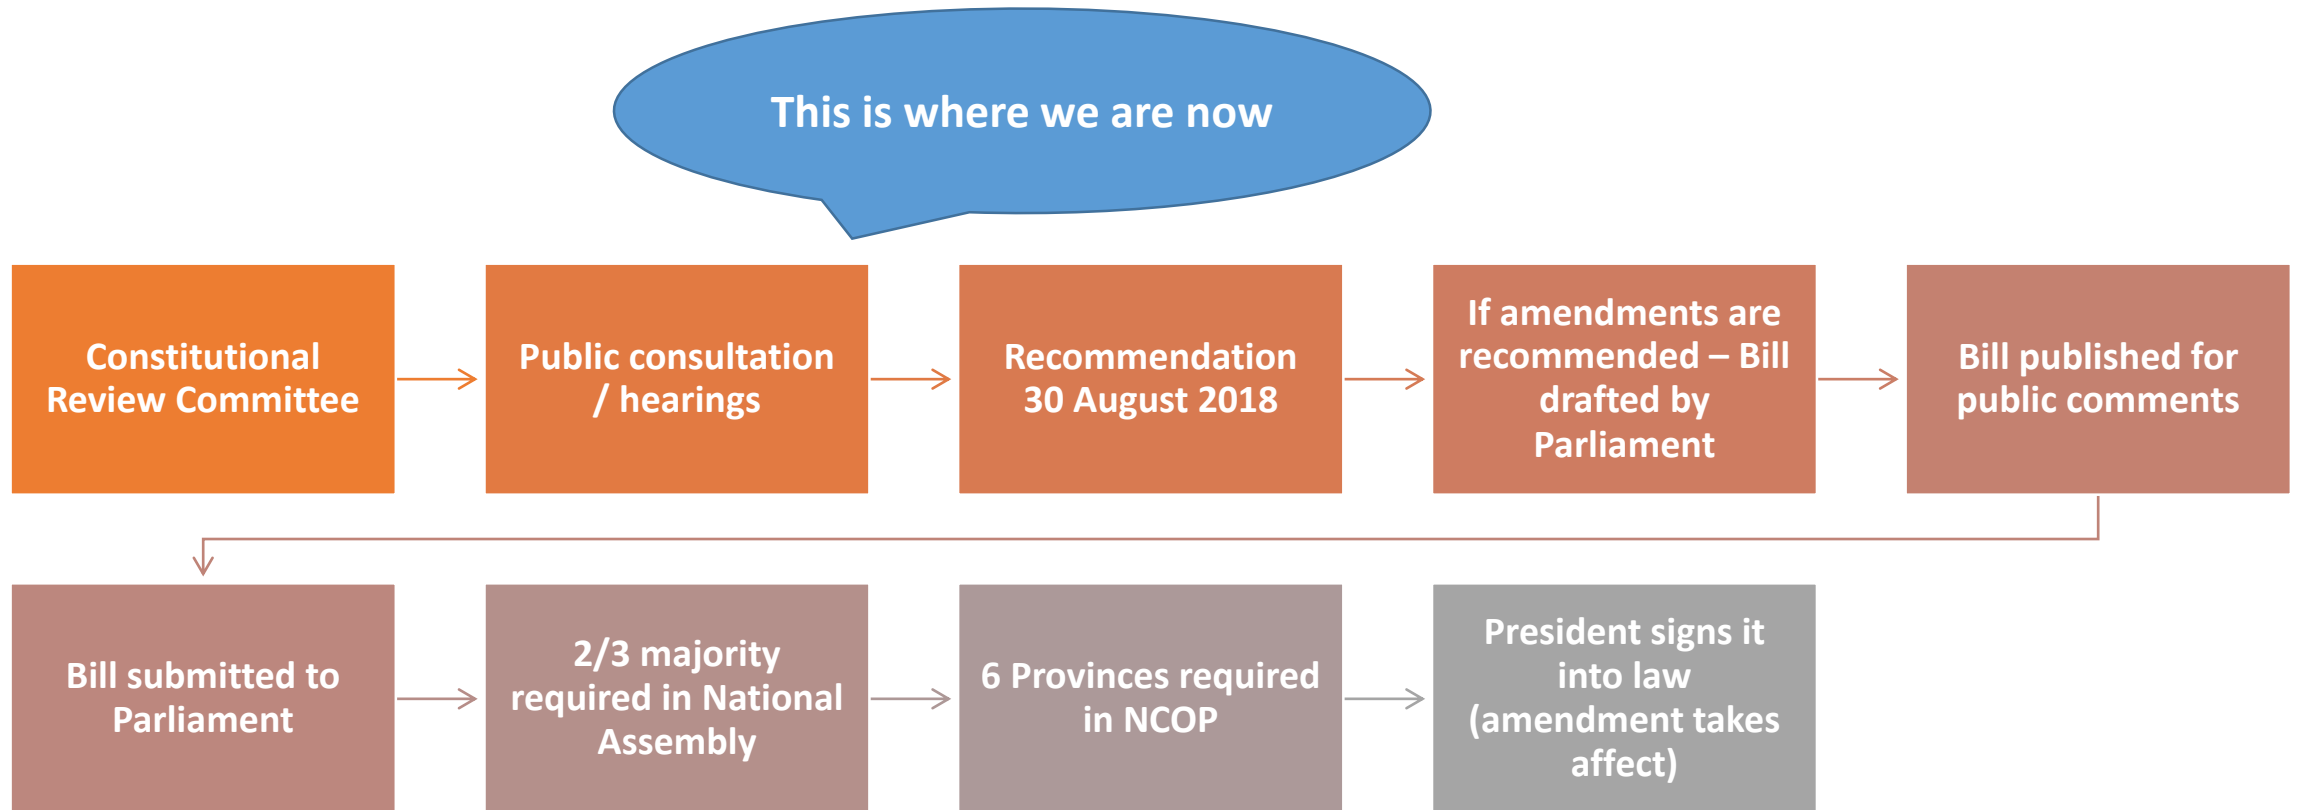 This is where we are now
Constitutional
Review Committee
Public consultation
/ hearings
Recommendation
30 August 2018
If amendments are
recommended – Bill
drafted by
Parliament
Bill published for
public comments
Bill submitted to
Parliament
2/3 majority
required in National
Assembly
6 Provinces required
in NCOP
President signs it
into law
(amendment takes
affect)